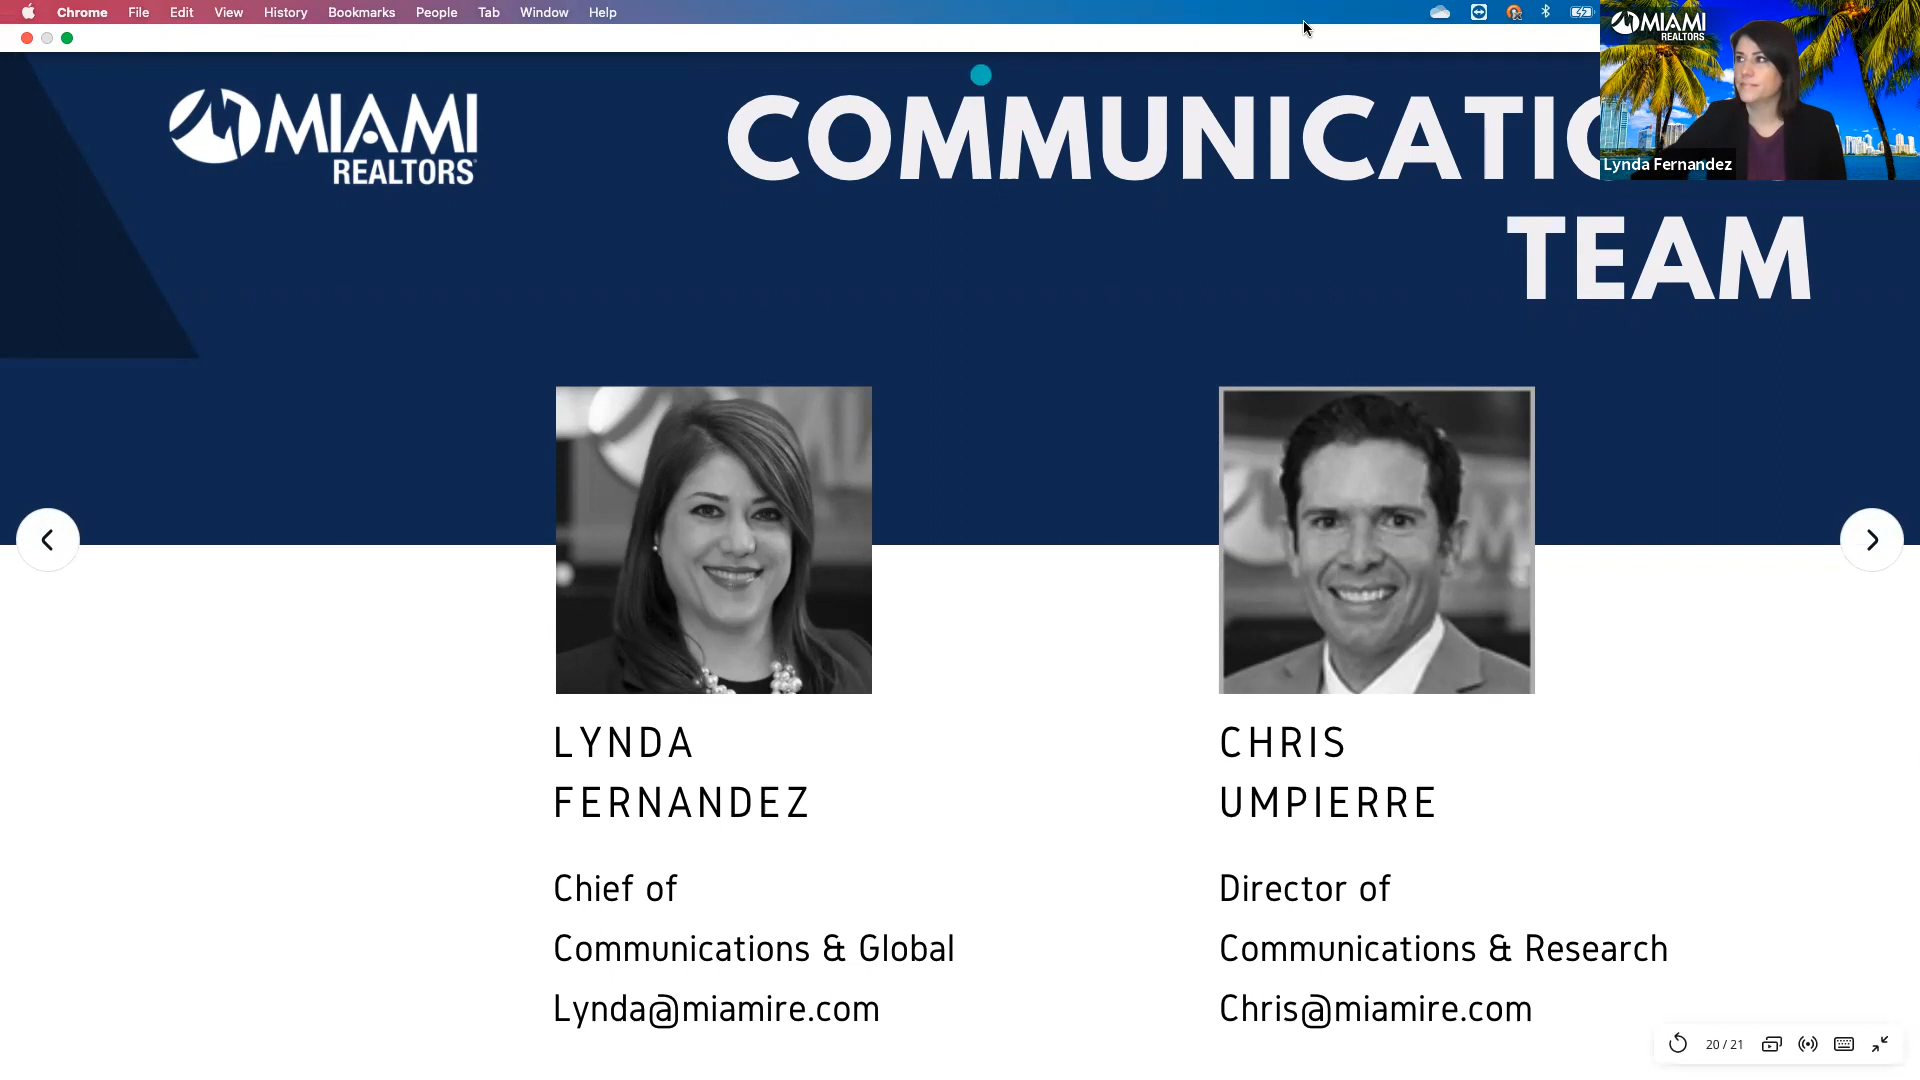 Chrome File Edit View History Bookmarks People Tab Window Help
MIAMI
REALTORS
Lynda Fernandez
MIAMI
REALTORS
COMMUNICATIO
TEAM
LYNDA
FERNANDEZ
Chief of
Communications & Global
Lynda@miamire.com
CHRIS
UMPIERRE
Director of
Communications & Research
Chris@miamire.com
20 / 21